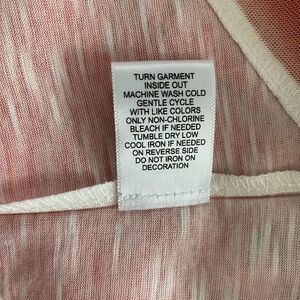 TURN GARMENT
INSIDE OUT
MACHINE WASH COLD
GENTLE CYCLE
WITH LIKE COLORS
ONLY NON-CHLORINE
BLEACH IF NEEDED
TUMBLE DRY LOW
COOL IRON IF NEEDED
ON REVERSE SIDE
DO NOT IRON ON
DECORATION